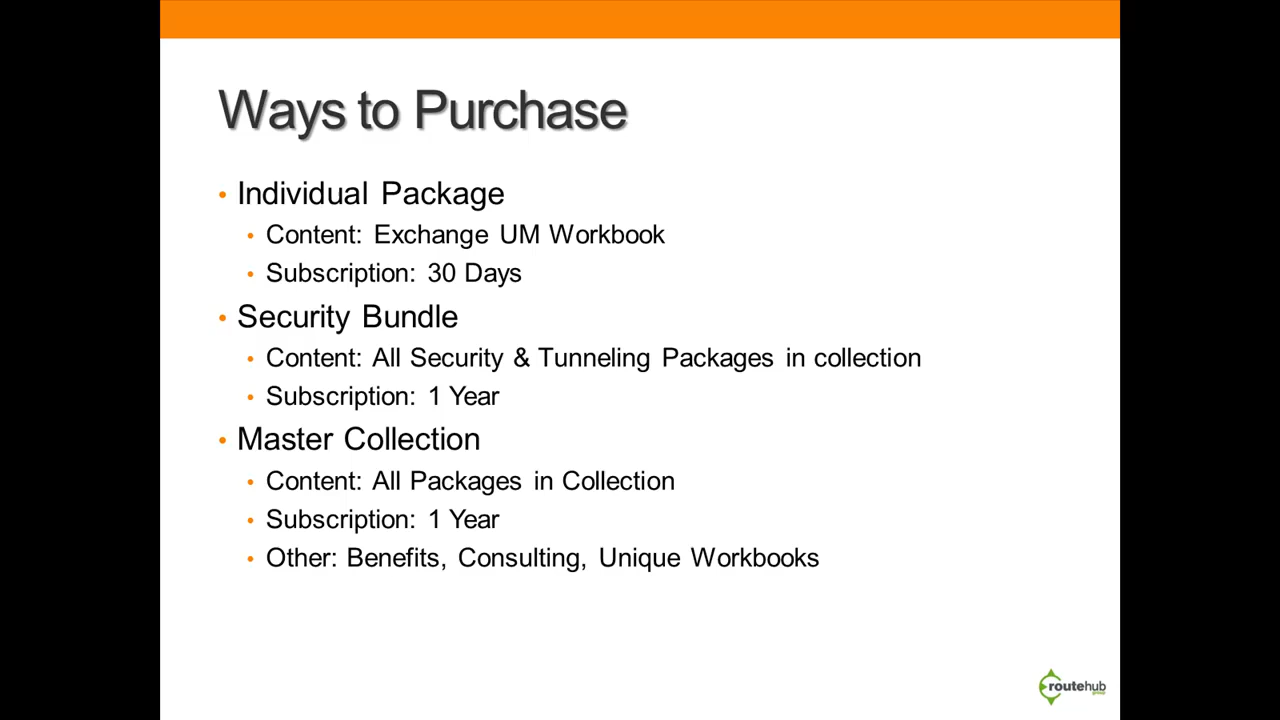 Ways to Purchase
• Individual Package
• Content: Exchange UM Workbook
• Subscription: 30 Days
• Security Bundle
• Content: All Security & Tunneling Packages in collection
• Subscription: 1 Year
• Master Collection
• Content: All Packages in Collection
• Subscription: 1 Year
• Other: Benefits, Consulting, Unique Workbooks
routehub
group